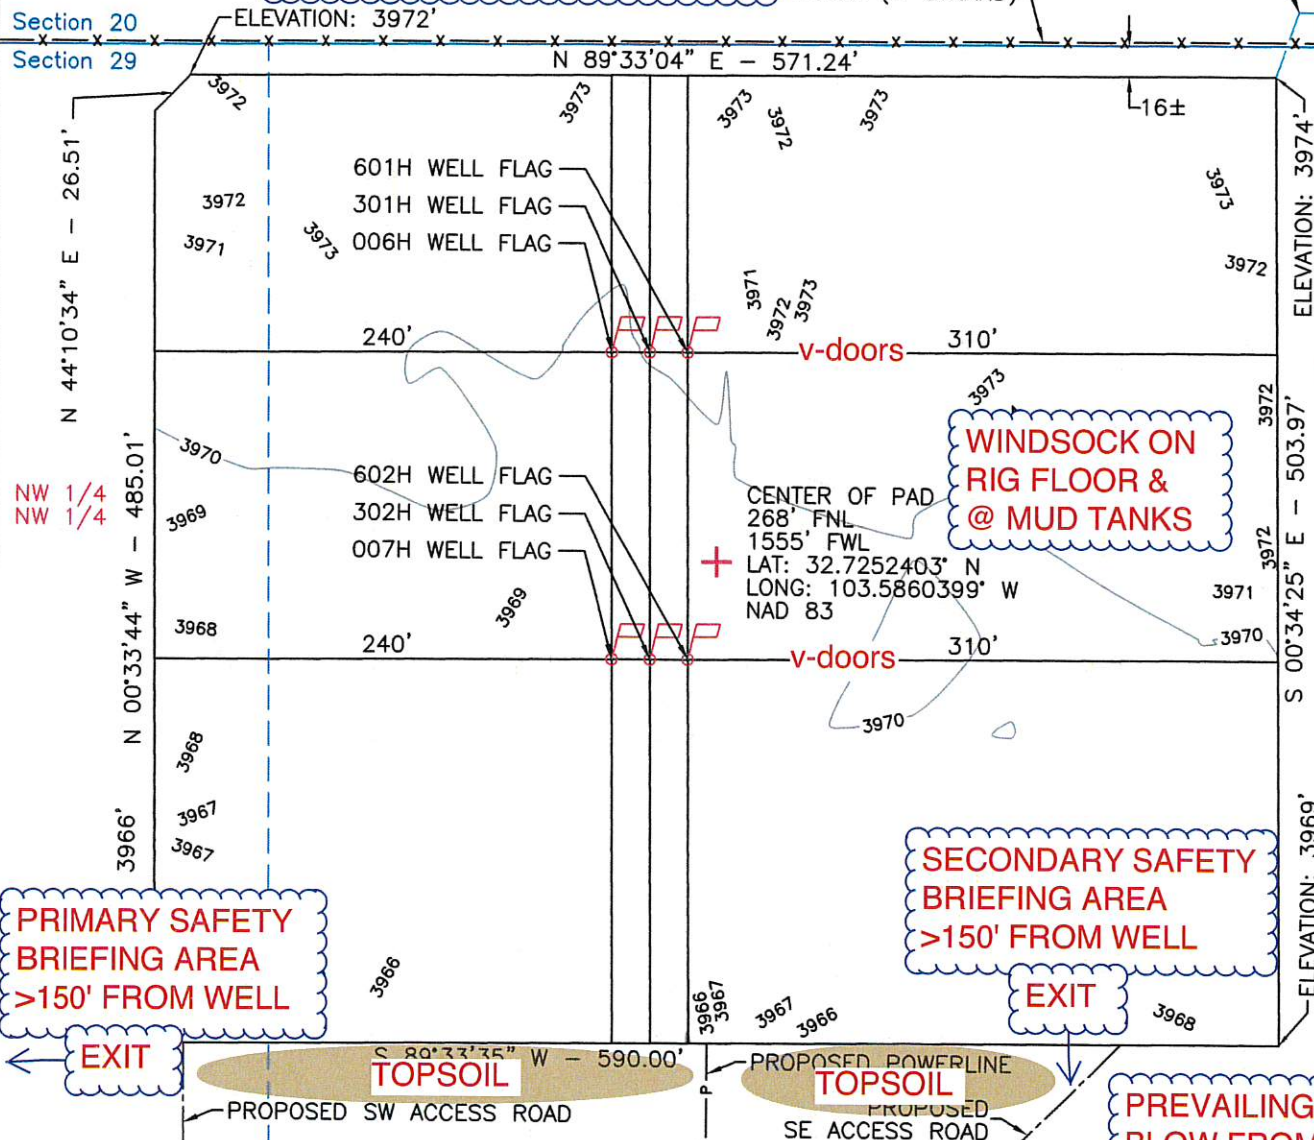 Section 20
ELEVATION: 3972'
Section 29
N 89°33'04" E - 571.24'
16±
3972
3973
3973
3972
3973
N 44°10'34" E - 26.51'
ELEVATION: 3974'
601H WELL FLAG
301H WELL FLAG
006H WELL FLAG
3972
3971
3973
3973
3972
3971
3972
3973
240'
v-doors
310'
3973
3972
WINDSOCK ON
RIG FLOOR &
@ MUD TANKS
3970
NW 1/4
NW 1/4
N 00°33'44" W - 485.01'
3969
602H WELL FLAG
302H WELL FLAG
007H WELL FLAG
CENTER OF PAD
268' FNL
1555' FWL
LAT: 32.7252403° N
LONG: 103.5860399° W
NAD 83
3972
S 00°34'25" E - 503.97'
3971
3970
3969
3968
240'
v-doors
310'
3970
3968
3967
3967
3966'
ELEVATION: 3969'
PRIMARY SAFETY
BRIEFING AREA
>150' FROM WELL
SECONDARY SAFETY
BRIEFING AREA
>150' FROM WELL
EXIT
3966
3966
3967
3967
3966
3968
EXIT
S 89°33'35" W - 590.00'
TOPSOIL
PROPOSED POWERLINE
P
TOPSOIL
PROPOSED SW ACCESS ROAD
PROPOSED
SE ACCESS ROAD
PREVAILING